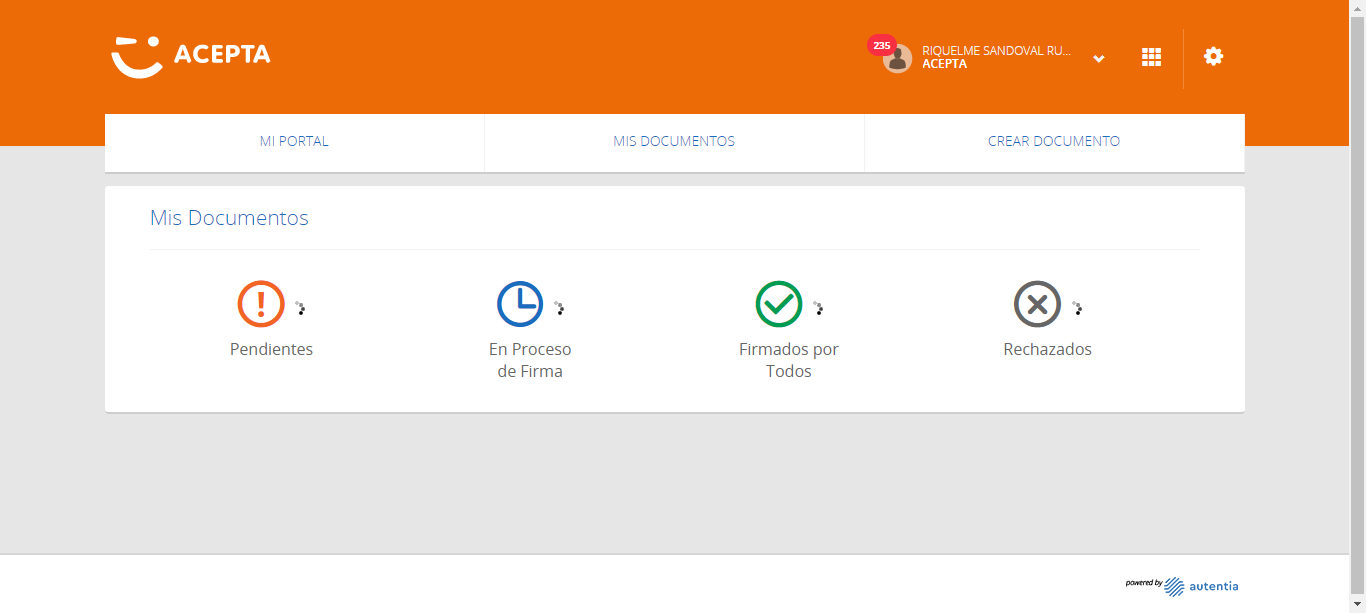 ACEPTA
235
RIQUELME SANDOVAL RU...
ACEPTA
MI PORTAL
MIS DOCUMENTOS
CREAR DOCUMENTO
Mis Documentos
Pendientes
En Proceso
de Firma
Firmados por
Todos
Rechazados
powered by autentia